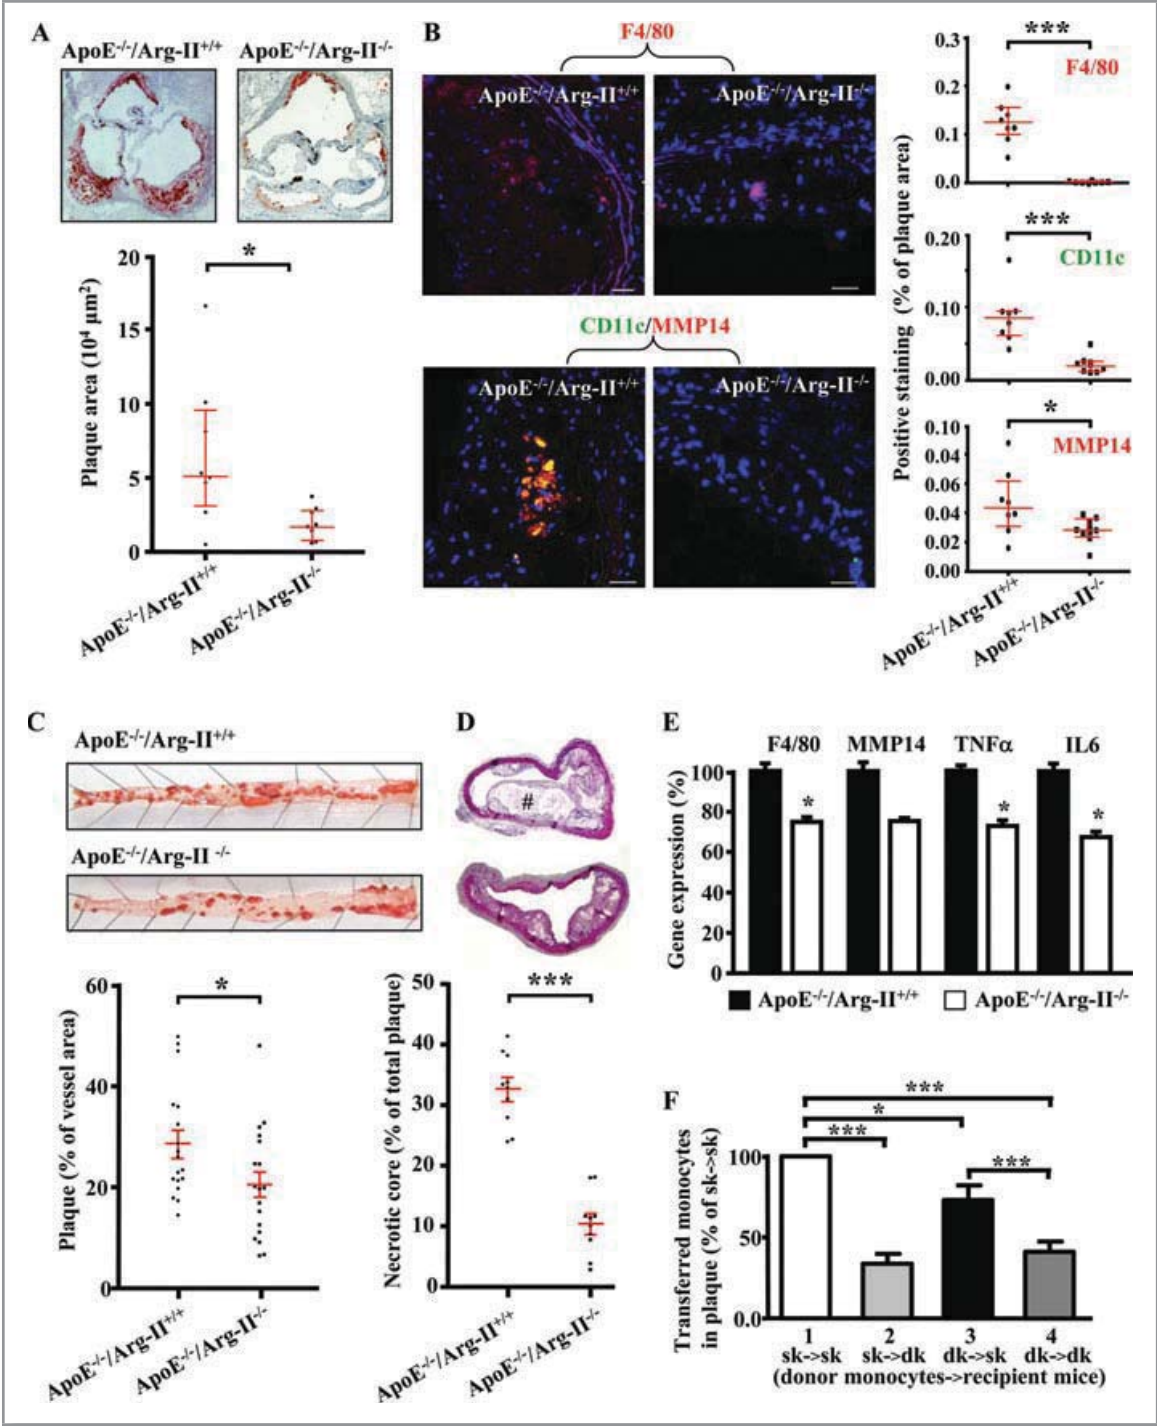 A
ApoE-/-/Arg-II+/+ ApoE-/-/Arg-II-/-
*
Plaque area (10⁴ µm²)
20
15
10
5
0
ApoE-/-/Arg-II+/+
ApoE-/-/Arg-II-/-
B
F4/80
ApoE-/-/Arg-II+/+
ApoE-/-/Arg-II-/-
CD11c/MMP14
ApoE-/-/Arg-II+/+
ApoE-/-/Arg-II-/-
Positive staining (% of plaque area)
***
F4/80
0.3
0.2
0.1
0.0
***
CD11c
0.20
0.10
0.00
*
MMP14
0.10
0.04
0.06
0.04
0.02
0.00
ApoE-/-/Arg-II+/+
ApoE-/-/Arg-II-/-
C
ApoE-/-/Arg-II+/+
ApoE-/-/Arg-II -/-
*
Plaque (% of vessel area)
60
40
20
0
ApoE-/-/Arg-II+/+
ApoE-/-/Arg-II-/-
D
#
***
Necrotic core (% of total plaque)
50
40
30
20
10
0
ApoE-/-/Arg-II+/+
ApoE-/-/Arg-II-/-
E
F4/80 MMP14 TNFα IL6
Gene expression (%)
100
80
60
40
20
0
* * *
ApoE-/-/Arg-II+/+ ApoE-/-/Arg-II-/-
F
***
*
***
***
Transferred monocytes
in plaque (% of sk->sk)
100
50
0.0
1 2 3 4
sk->sk sk->dk dk->sk dk->dk
(donor monocytes->recipient mice)